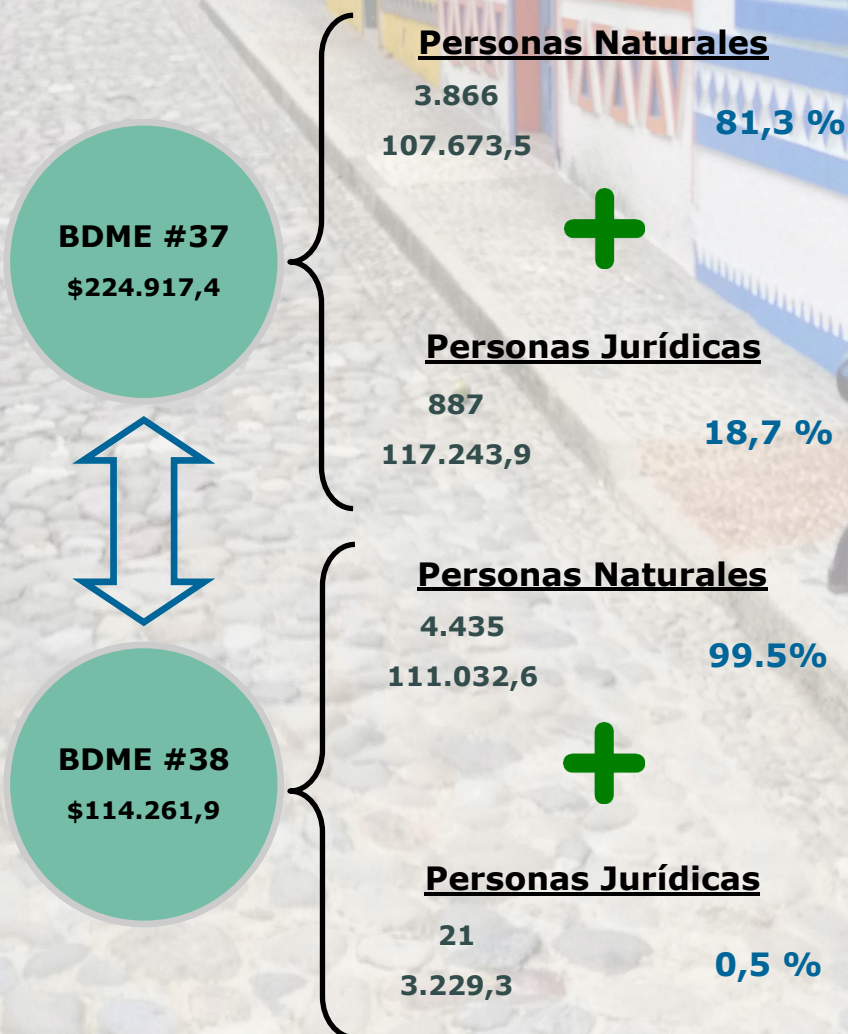 BDME #37
$224.917,4
Personas Naturales
3.866
107.673,5
81,3 %
Personas Jurídicas
887
117.243,9
18,7 %
BDME #38
$114.261,9
Personas Naturales
4.435
111.032,6
99.5%
Personas Jurídicas
21
3.229,3
0,5 %